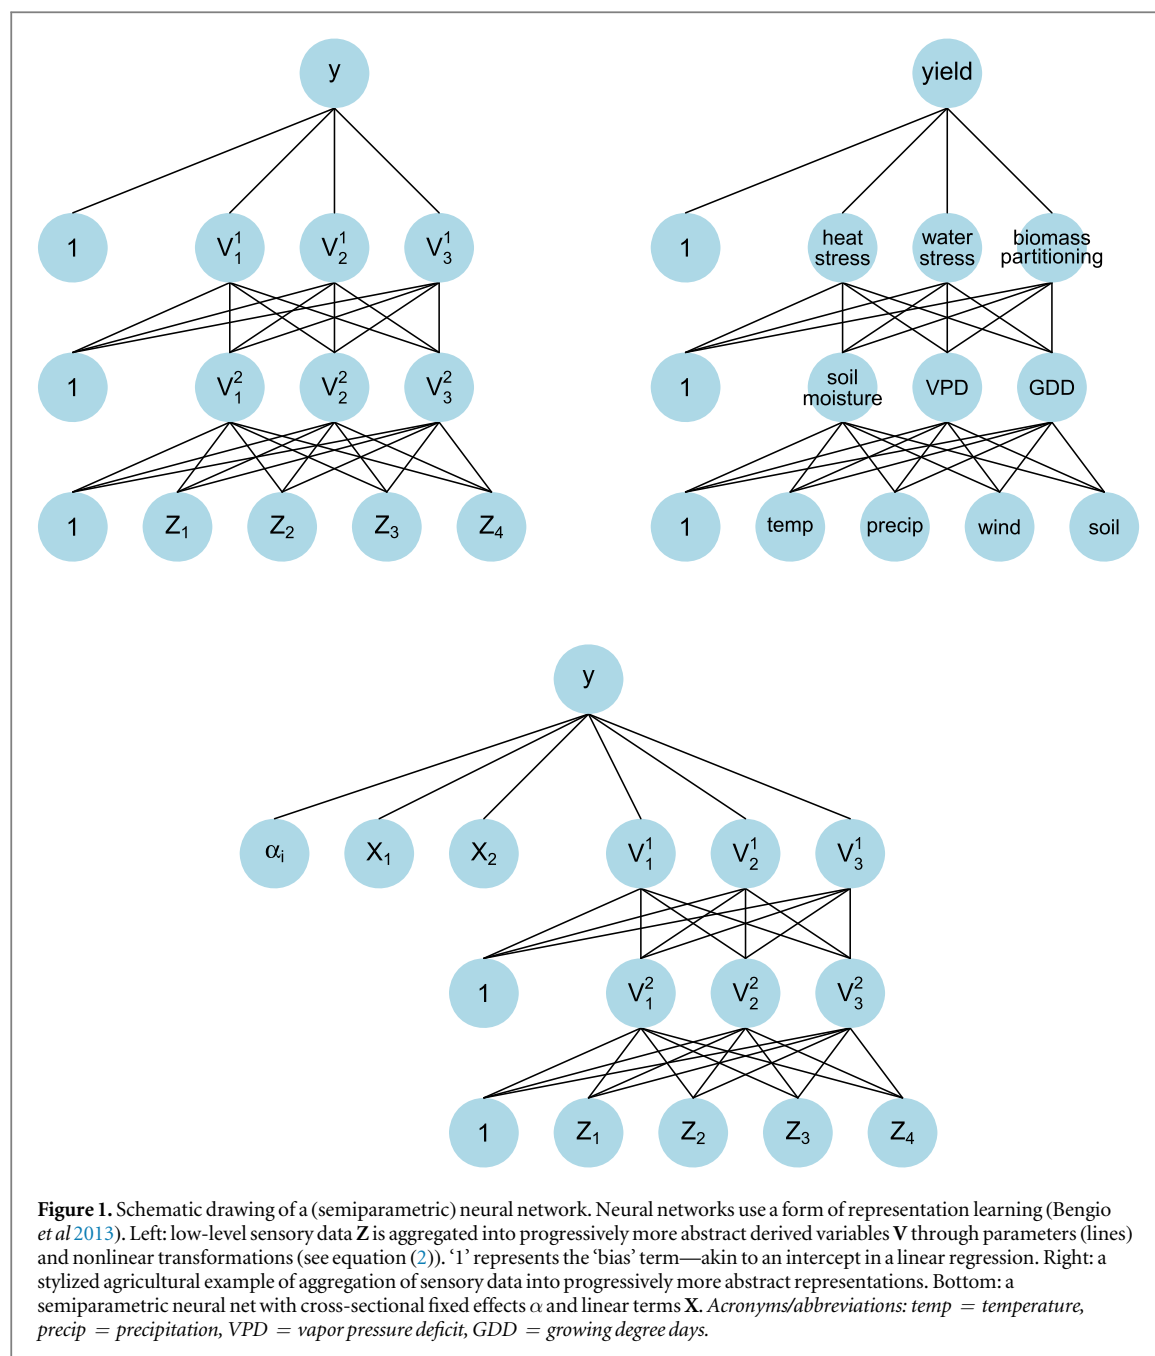 y
1
V₁¹
V₂¹
V₃¹
1
V₁²
V₂²
V₃²
1
Z₁
Z₂
Z₃
Z₄
yield
1
heat
stress
water
stress
biomass
partitioning
1
soil
moisture
VPD
GDD
1
temp
precip
wind
soil
y
αᵢ
X₁
X₂
V₁¹
V₂¹
V₃¹
1
V₁²
V₂²
V₃²
1
Z₁
Z₂
Z₃
Z₄
Figure 1. Schematic drawing of a (semiparametric) neural network. Neural networks use a form of representation learning (Bengio
et al 2013). Left: low-level sensory data Z is aggregated into progressively more abstract derived variables V through parameters (lines)
and nonlinear transformations (see equation (2)). ‘1’ represents the ‘bias’ term—akin to an intercept in a linear regression. Right: a
stylized agricultural example of aggregation of sensory data into progressively more abstract representations. Bottom: a
semiparametric neural net with cross-sectional fixed effects α and linear terms X. Acronyms/abbreviations: temp = temperature,
precip = precipitation, VPD = vapor pressure deficit, GDD = growing degree days.